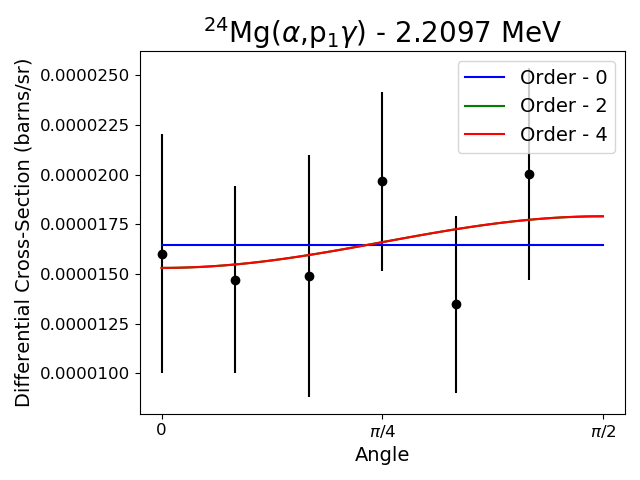 ²⁴Mg(α,p₁γ) - 2.2097 MeV
Differential Cross-Section (barns/sr)
0.0000250
0.0000225
0.0000200
0.0000175
0.0000150
0.0000125
0.0000100
Order - 0
Order - 2
Order - 4
0
π/4
π/2
Angle